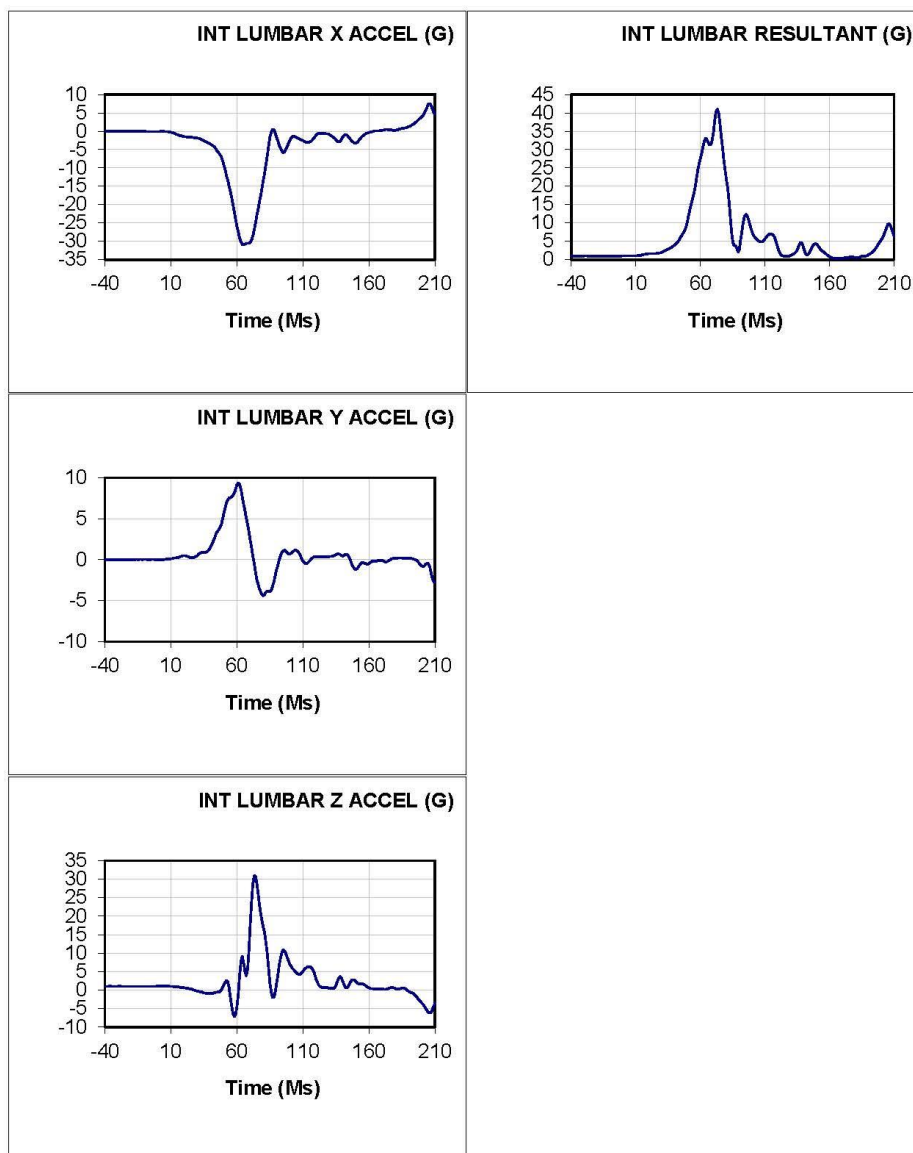 INT LUMBAR X ACCEL (G)
10
5
0
-5
-10
-15
-20
-25
-30
-35
-40 10 60 110 160 210
Time (Ms)
INT LUMBAR RESULTANT (G)
45
40
35
30
25
20
15
10
5
0
-40 10 60 110 160 210
Time (Ms)
INT LUMBAR Y ACCEL (G)
10
5
0
-5
-10
-40 10 60 110 160 210
Time (Ms)
INT LUMBAR Z ACCEL (G)
35
30
25
20
15
10
5
0
-5
-10
-40 10 60 110 160 210
Time (Ms)